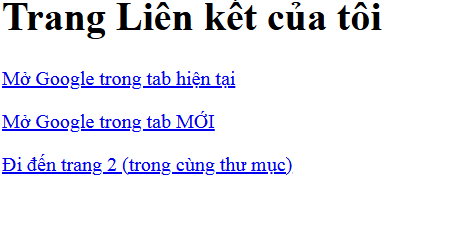 Trang Liên kết của tôi
Mở Google trong tab hiện tại
Mở Google trong tab MỚI
Đi đến trang 2 (trong cùng thư mục)